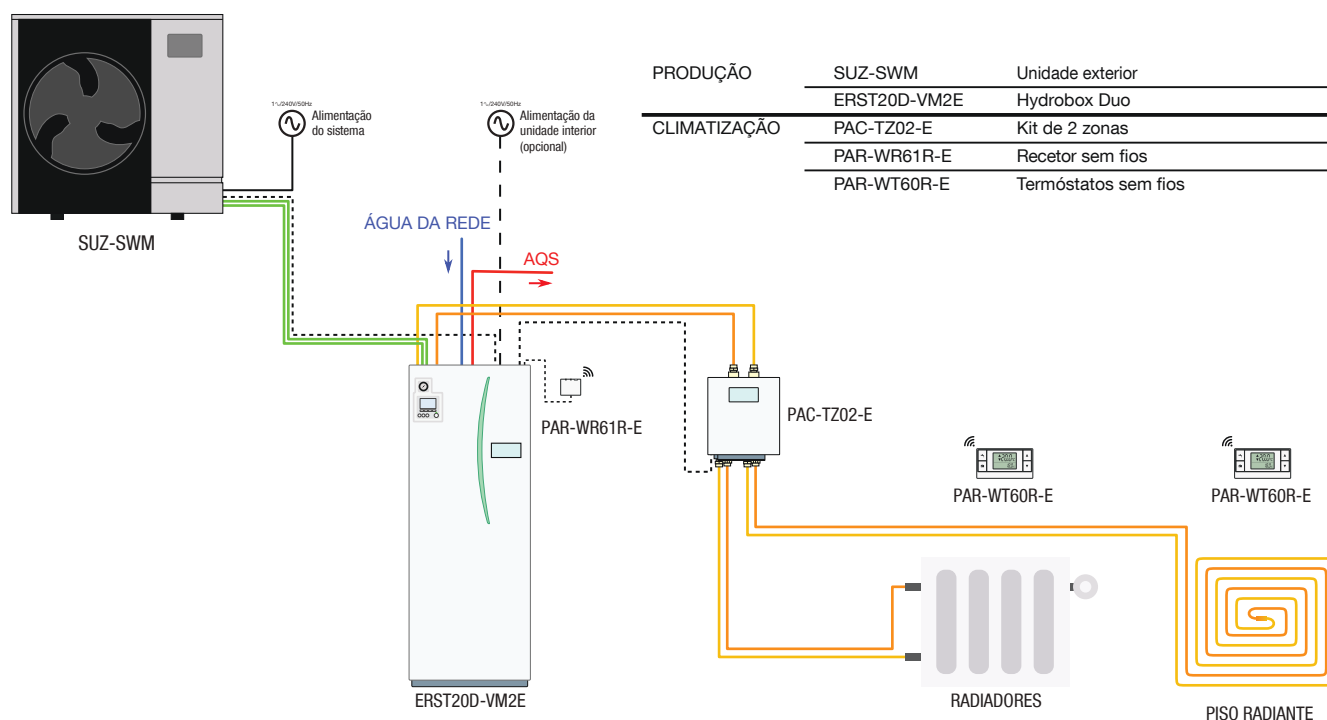 PRODUÇÃO SUZ-SWM Unidade exterior
ERST20D-VM2E Hydrobox Duo
CLIMATIZAÇÃO PAC-TZ02-E Kit de 2 zonas
PAR-WR61R-E Recetor sem fios
PAR-WT60R-E Termóstatos sem fios
1~/240V/50Hz
Alimentação
do sistema
1~/240V/50Hz
Alimentação da
unidade interior
(opcional)
SUZ-SWM
ÁGUA DA REDE
AQS
PAR-WR61R-E
PAC-TZ02-E
PAR-WT60R-E
PAR-WT60R-E
ERST20D-VM2E
RADIADORES
PISO RADIANTE